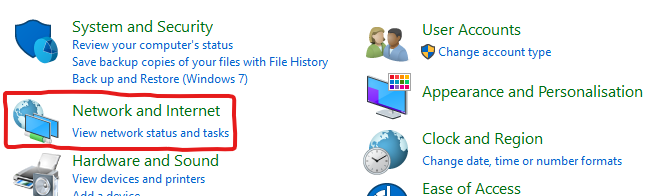 System and Security
Review your computer's status
Save backup copies of your files with File History
Back up and Restore (Windows 7)
Network and Internet
View network status and tasks
Hardware and Sound
View devices and printers
Add a device
User Accounts
Change account type
Appearance and Personalisation
Clock and Region
Change date, time or number formats
Ease of Access